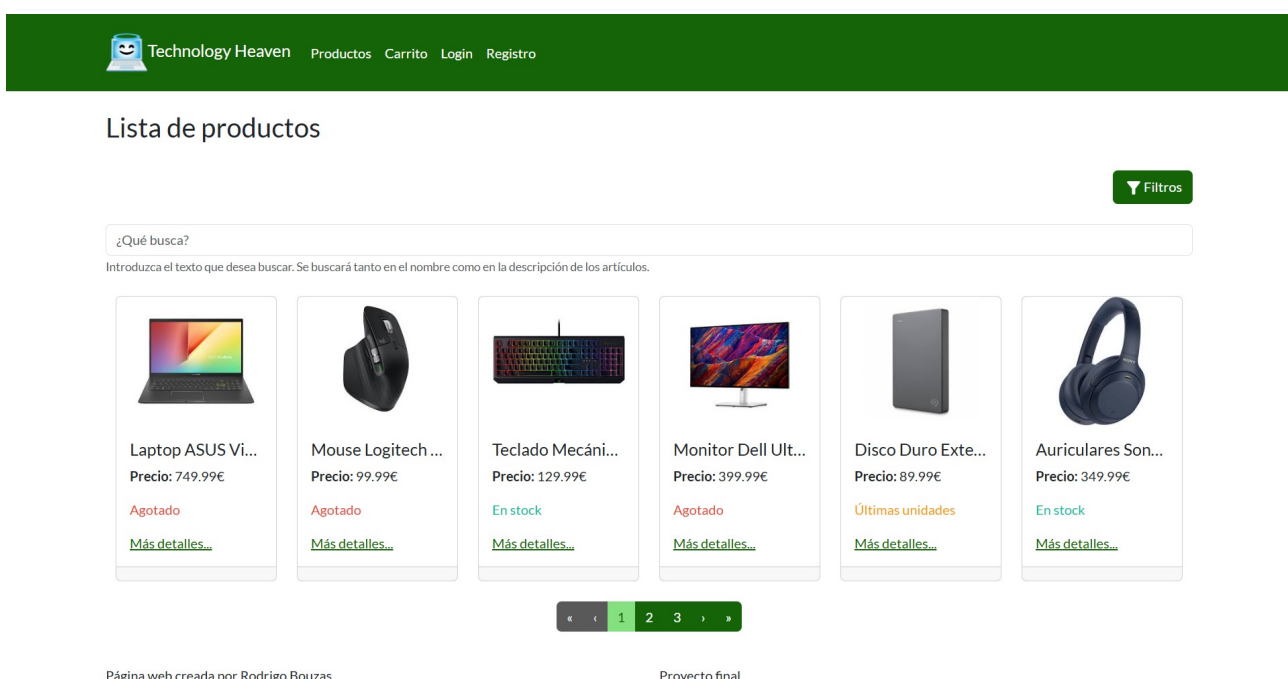 Technology Heaven Productos Carrito Login Registro
Lista de productos
Filtros
¿Qué busca?
Introduzca el texto que desea buscar. Se buscará tanto en el nombre como en la descripción de los artículos.
Laptop ASUS Vi...
Precio: 749.99€
Agotado
Más detalles...
Mouse Logitech ...
Precio: 99.99€
Agotado
Más detalles...
Teclado Mecáni...
Precio: 129.99€
En stock
Más detalles...
Monitor Dell Ult...
Precio: 399.99€
Agotado
Más detalles...
Disco Duro Exte...
Precio: 89.99€
Últimas unidades
Más detalles...
SONY
Auriculares Son...
Precio: 349.99€
En stock
Más detalles...
« ‹ 1 2 3 › »
Página web creada por Rodrigo Bouzas
Proyecto final